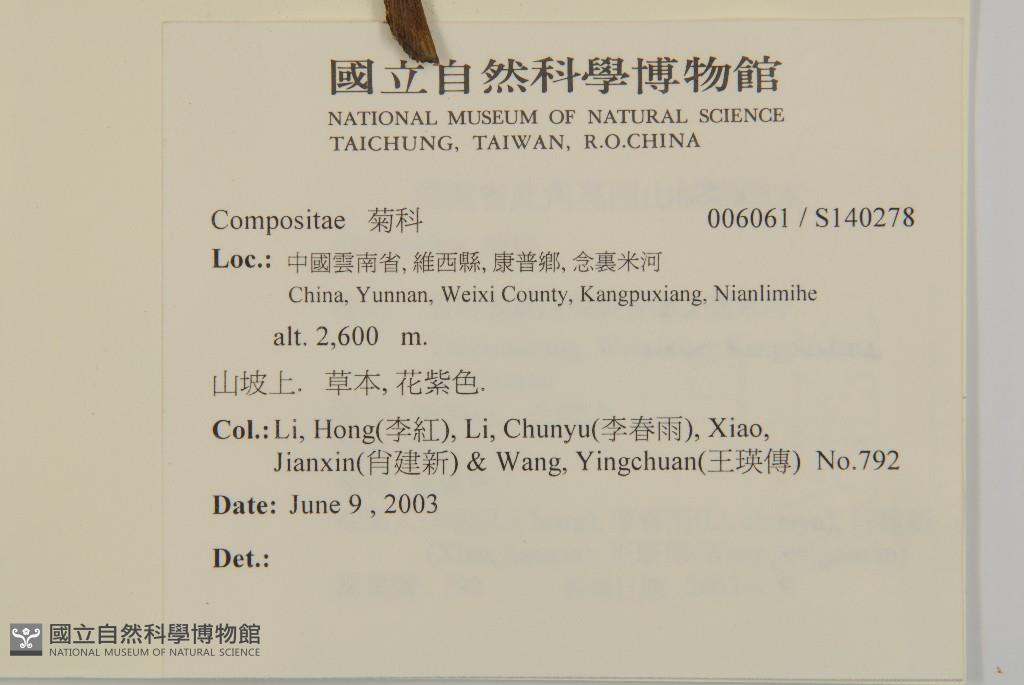 國立自然科學博物館
NATIONAL MUSEUM OF NATURAL SCIENCE
TAICHUNG, TAIWAN, R.O.CHINA
Compositae 菊科 006061 / S140278
Loc.: 中國雲南省, 維西縣, 康普鄉, 念裏米河
China, Yunnan, Weixi County, Kangpuxiang, Nianlimihe
alt. 2,600 m.
山坡上. 草本, 花紫色.
Col.: Li, Hong(李紅), Li, Chunyu(李春雨), Xiao,
Jianxin(肖建新) & Wang, Yingchuan(王瑛傳) No.792
Date: June 9 , 2003
Det.:
國立自然科學博物館
NATIONAL MUSEUM OF NATURAL SCIENCE